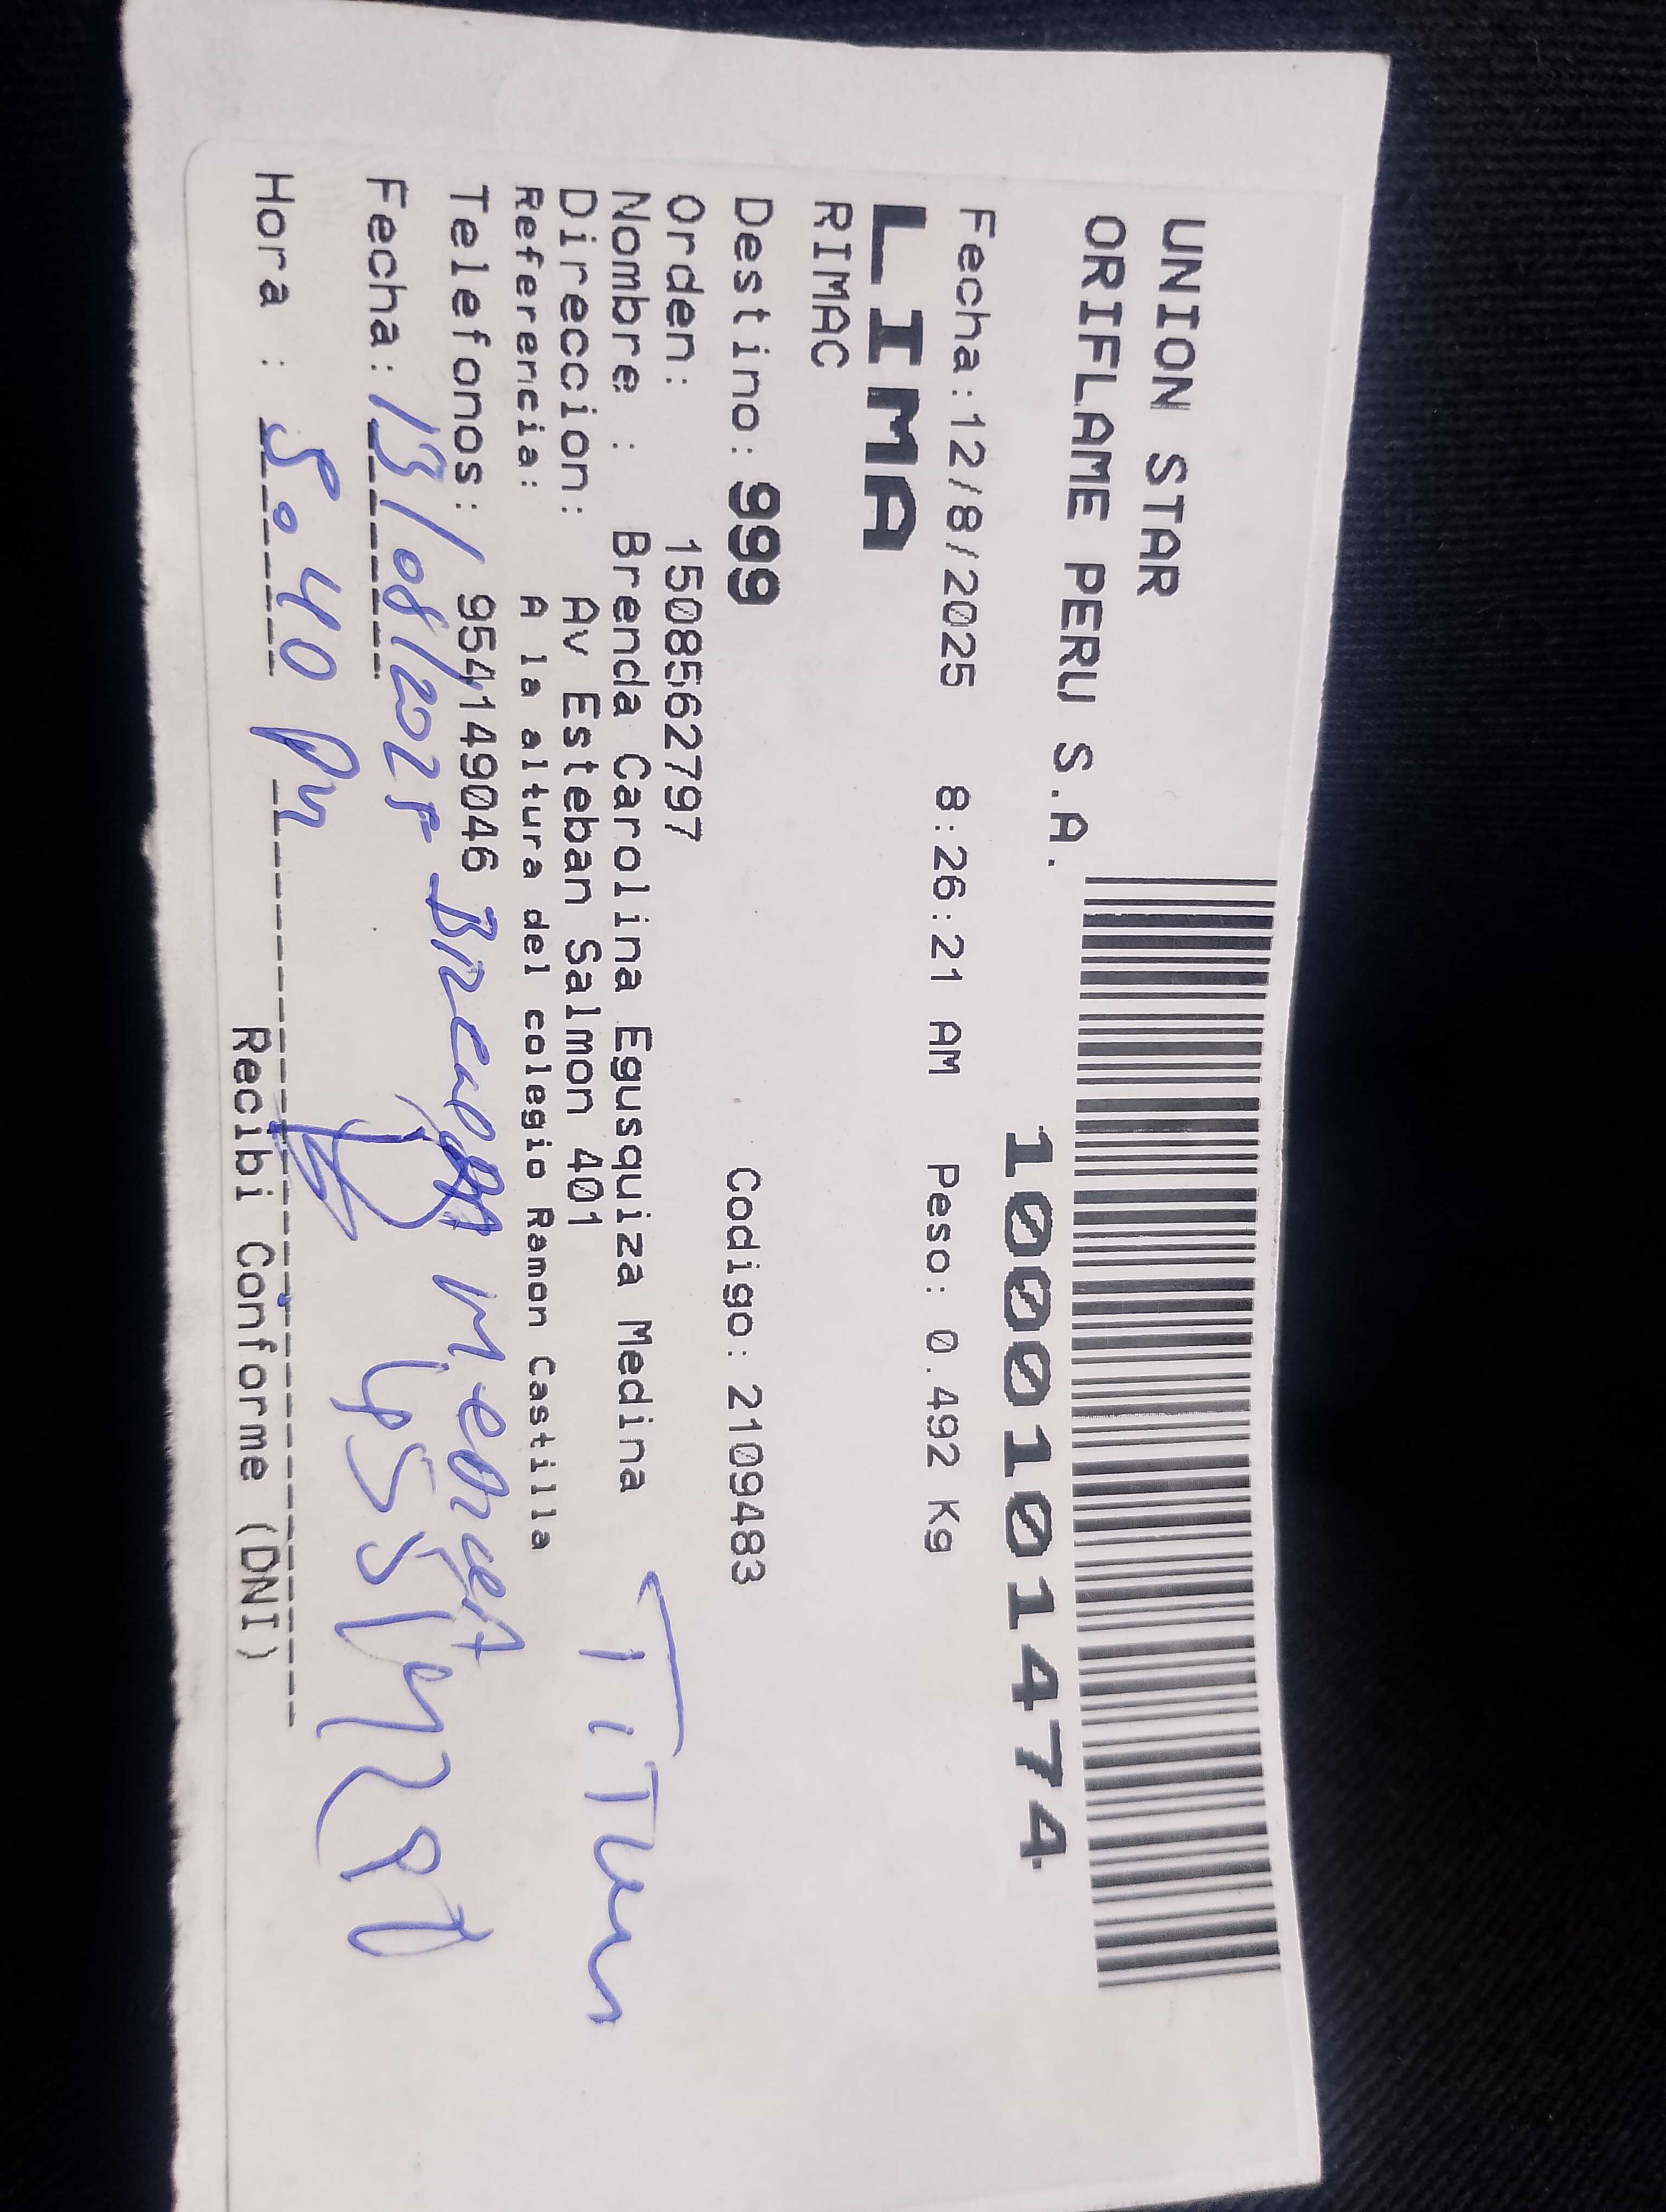 UNION STAR
ORIFLAME PERU S.A.
1000101474
Fecha:12/8/2025 8:26:21 AM Peso: 0.492 Kg
LIMA
RIMAC
Destino: 999 Codigo: 2109483
Orden: 1508562797
Nombre : Brenda Carolina Egusquiza Medina
Direccion: Av Esteban Salmon 401
Referencia: A la altura del colegio Ramon Castilla
Telefonos: 954149046
Fecha: 13/08/2025
Hora : 5:40 PM
Recibi Conforme (DNI)